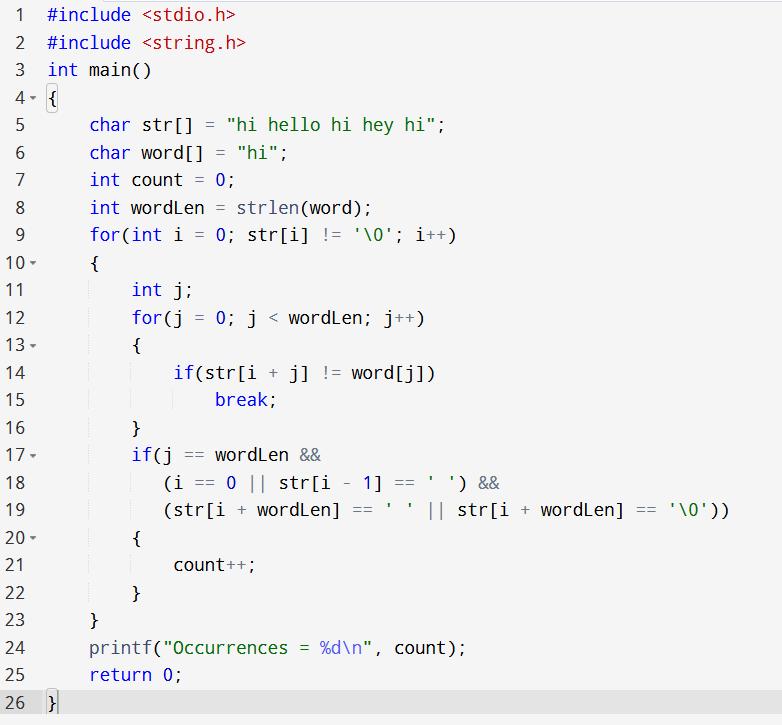 1 #include <stdio.h>
2 #include <string.h>
3 int main()
4 {
5     char str[] = "hi hello hi hey hi";
6     char word[] = "hi";
7     int count = 0;
8     int wordLen = strlen(word);
9     for(int i = 0; str[i] != '\0'; i++)
10     {
11         int j;
12         for(j = 0; j < wordLen; j++)
13         {
14             if(str[i + j] != word[j])
15                 break;
16         }
17         if(j == wordLen &&
18            (i == 0 || str[i - 1] == ' ') &&
19            (str[i + wordLen] == ' ' || str[i + wordLen] == '\0'))
20         {
21             count++;
22         }
23     }
24     printf("Occurrences = %d\n", count);
25     return 0;
26 }